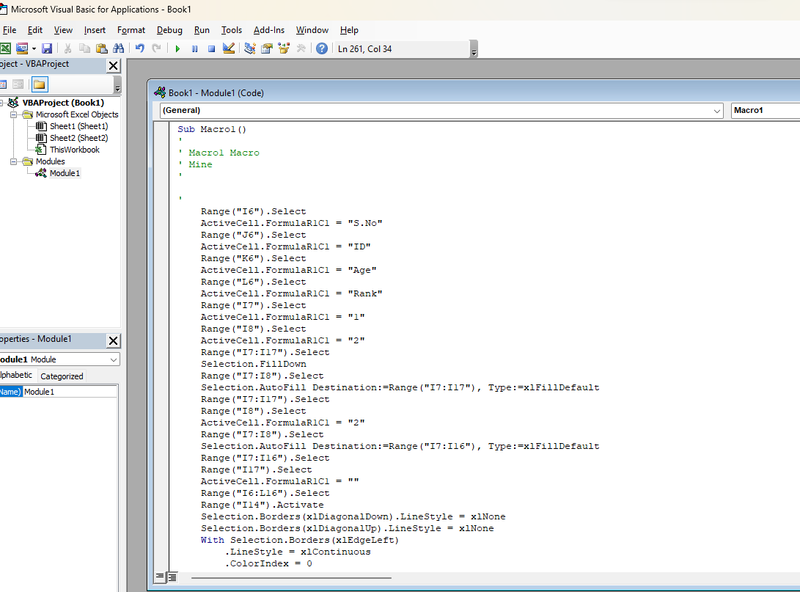 Microsoft Visual Basic for Applications - Book1
File Edit View Insert Format Debug Run Tools Add-Ins Window Help
Ln 261, Col 34
oject - VBAProject
VBAProject (Book1)
Microsoft Excel Objects
Sheet1 (Sheet1)
Sheet2 (Sheet2)
ThisWorkbook
Modules
Module1
operties - Module1
odule1 Module
lphabetic Categorized
Name) Module1
Book1 - Module1 (Code)
(General) Macro1
Sub Macro1()
'
' Macro1 Macro
' Mine
'
'
Range("I6").Select
ActiveCell.FormulaR1C1 = "S.No"
Range("J6").Select
ActiveCell.FormulaR1C1 = "ID"
Range("K6").Select
ActiveCell.FormulaR1C1 = "Age"
Range("L6").Select
ActiveCell.FormulaR1C1 = "Rank"
Range("I7").Select
ActiveCell.FormulaR1C1 = "1"
Range("I8").Select
ActiveCell.FormulaR1C1 = "2"
Range("I7:I17").Select
Selection.FillDown
Range("I7:I8").Select
Selection.AutoFill Destination:=Range("I7:I17"), Type:=xlFillDefault
Range("I7:I17").Select
Range("I8").Select
ActiveCell.FormulaR1C1 = "2"
Range("I7:I8").Select
Selection.AutoFill Destination:=Range("I7:I16"), Type:=xlFillDefault
Range("I7:I16").Select
Range("I17").Select
ActiveCell.FormulaR1C1 = ""
Range("I6:L16").Select
Range("I14").Activate
Selection.Borders(xlDiagonalDown).LineStyle = xlNone
Selection.Borders(xlDiagonalUp).LineStyle = xlNone
With Selection.Borders(xlEdgeLeft)
.LineStyle = xlContinuous
.ColorIndex = 0